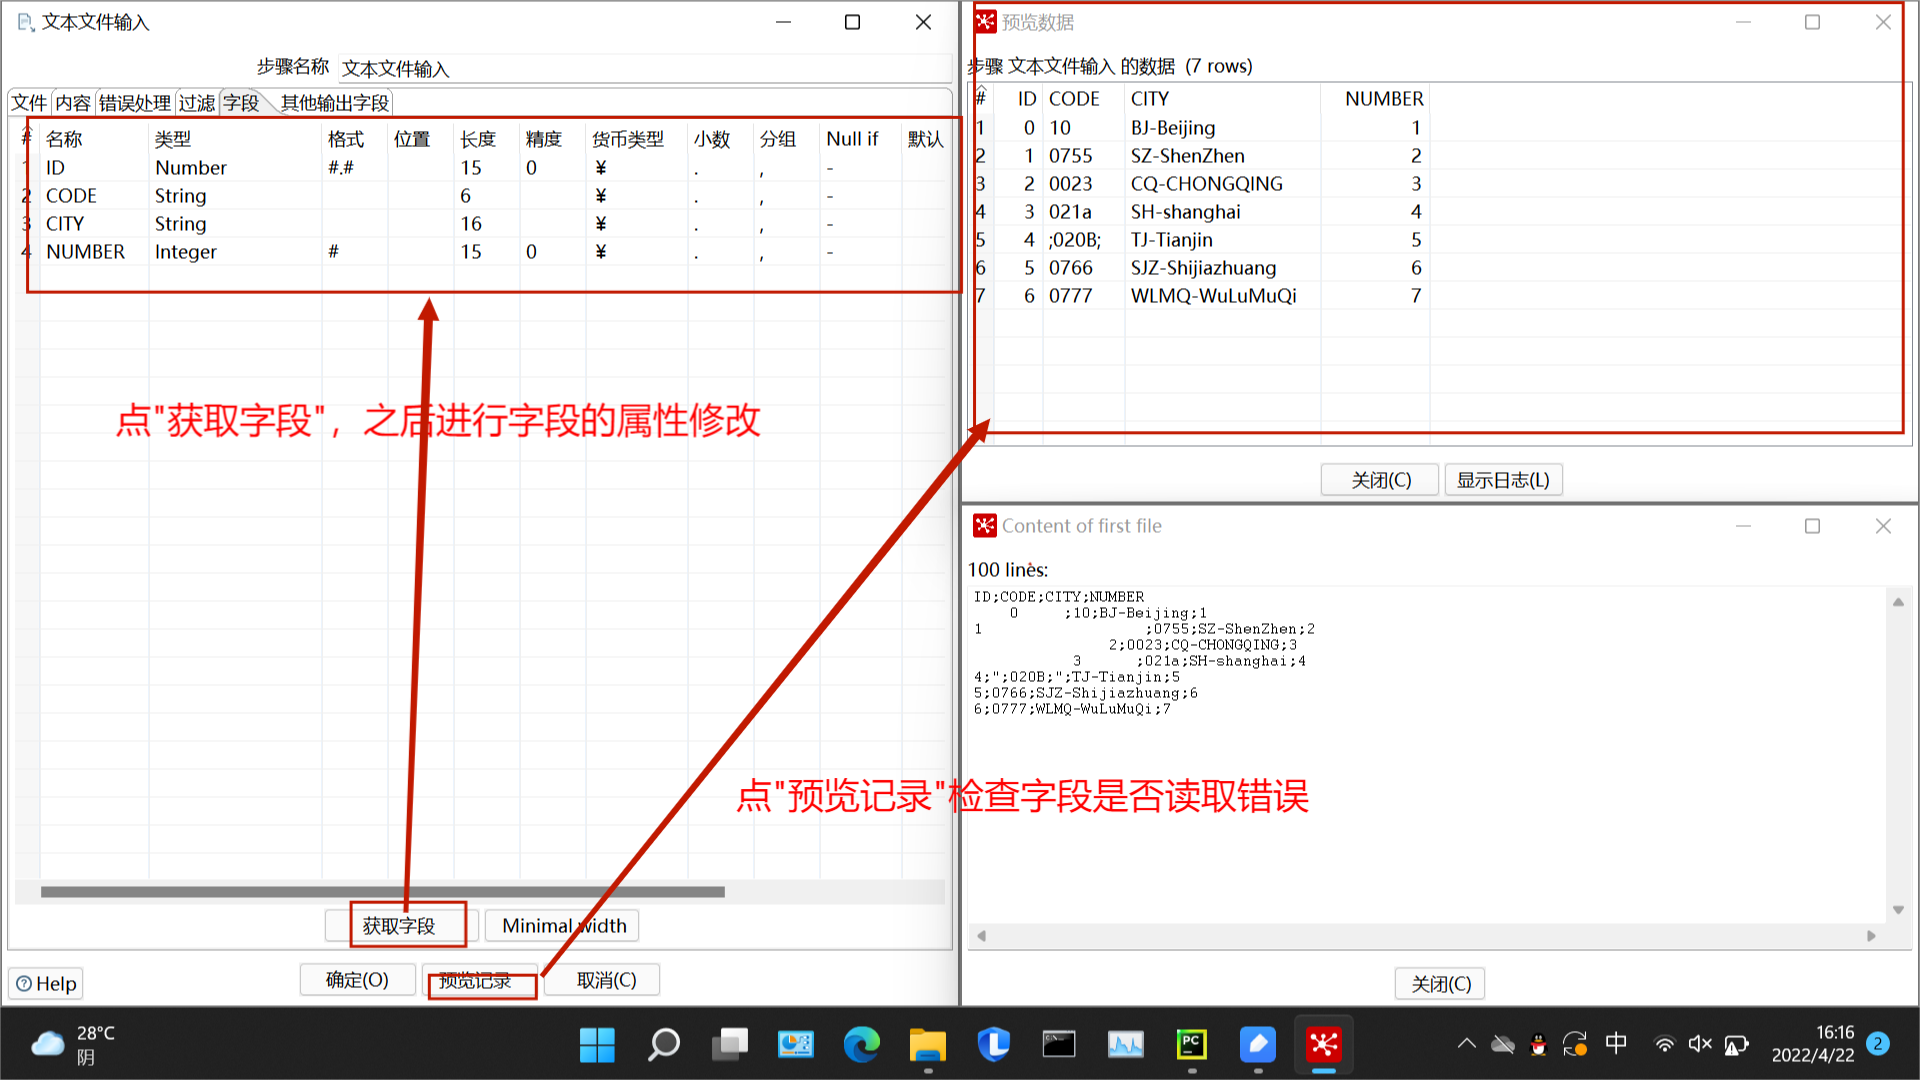 文本文件输入
步骤名称 文本文件输入
文件 内容 错误处理 过滤 字段 其他输出字段
# 名称 类型 格式 位置 长度 精度 货币类型 小数 分组 Null if 默认
1 ID Number #.# 15 0 ¥ . , -
2 CODE String 6 ¥ . , -
3 CITY String 16 ¥ . , -
4 NUMBER Integer # 15 0 ¥ . , -
点"获取字段"，之后进行字段的属性修改
获取字段 Minimal width
Help 确定(O) 预览记录 取消(C)
预览数据
步骤 文本文件输入 的数据 (7 rows)
# ID CODE CITY NUMBER
1 0 10 BJ-Beijing 1
2 1 0755 SZ-ShenZhen 2
3 2 0023 CQ-CHONGQING 3
4 3 021a SH-shanghai 4
5 4 ;020B; TJ-Tianjin 5
6 5 0766 SJZ-Shijiazhuang 6
7 6 0777 WLMQ-WuLuMuQi 7
关闭(C) 显示日志(L)
Content of first file
100 lines:
ID;CODE;CITY;NUMBER
0 ;10;BJ-Beijing;1
1 ;0755;SZ-ShenZhen;2
2;0023;CQ-CHONGQING;3
3 ;021a;SH-shanghai;4
4;";020B;";TJ-Tianjin;5
5;0766;SJZ-Shijiazhuang;6
6;0777;WLMQ-WuLuMuQi;7
点"预览记录"检查字段是否读取错误
关闭(C)
28°C
阴
PC
中
16:16
2022/4/22
2